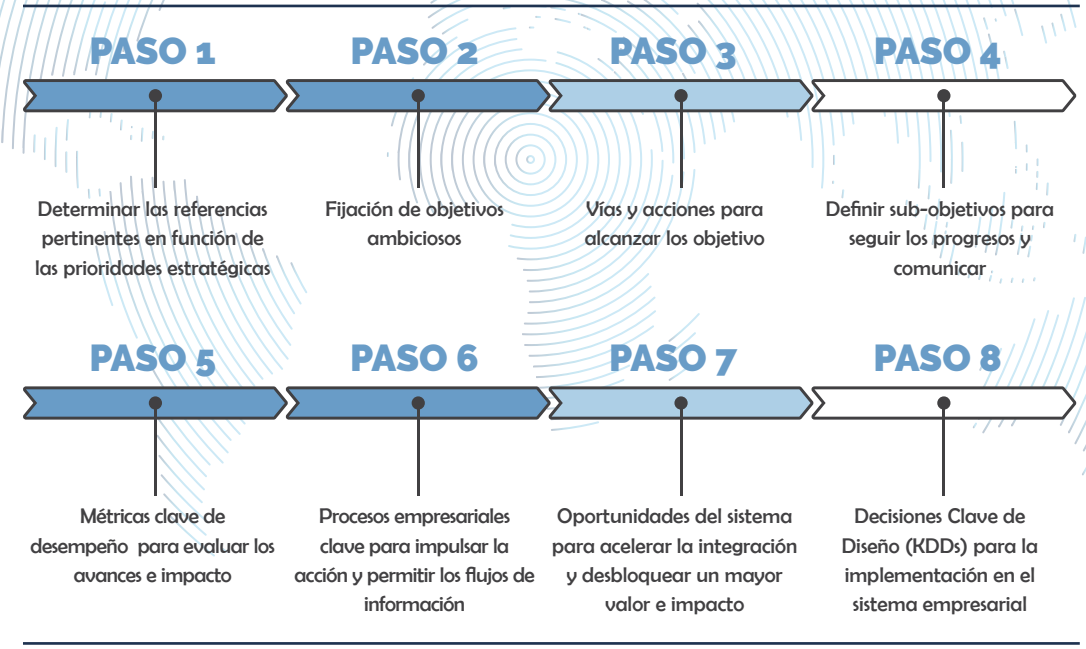 PASO 1
PASO 2
PASO 3
PASO 4
Determinar las referencias
pertinentes en función de
las prioridades estratégicas
Fijación de objetivos
ambiciosos
Vías y acciones para
alcanzar los objetivo
Definir sub-objetivos para
seguir los progresos y
comunicar
PASO 5
PASO 6
PASO 7
PASO 8
Métricas clave de
desempeño para evaluar los
avances e impacto
Procesos empresariales
clave para impulsar la
acción y permitir los flujos de
información
Oportunidades del sistema
para acelerar la integración
y desbloquear un mayor
valor e impacto
Decisiones Clave de
Diseño (KDDs) para la
implementación en el
sistema empresarial